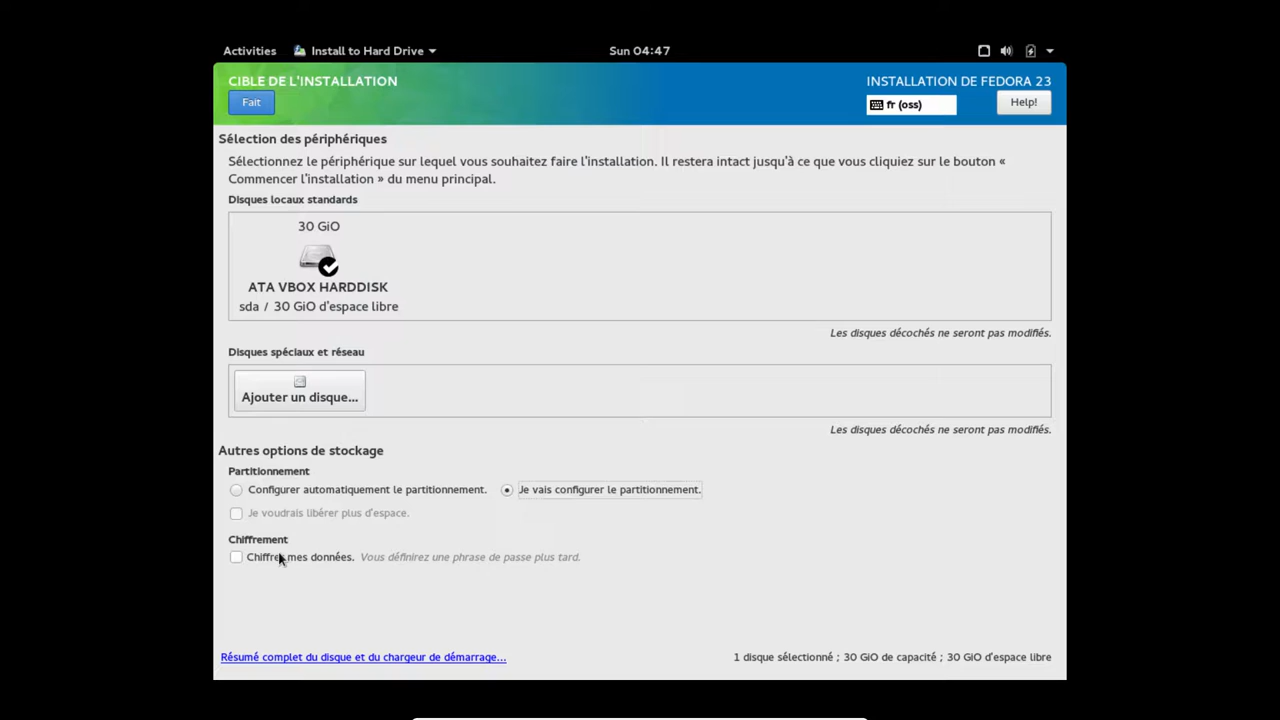 Activities Install to Hard Drive Sun 04:47
CIBLE DE L'INSTALLATION INSTALLATION DE FEDORA 23
Fait fr (oss) Help!
Sélection des périphériques
Sélectionnez le périphérique sur lequel vous souhaitez faire l'installation. Il restera intact jusqu'à ce que vous cliquiez sur le bouton «
Commencer l'installation » du menu principal.
Disques locaux standards
30 GiO
ATA VBOX HARDDISK
sda / 30 GiO d'espace libre
Les disques décochés ne seront pas modifiés.
Disques spéciaux et réseau
Ajouter un disque...
Les disques décochés ne seront pas modifiés.
Autres options de stockage
Partitionnement
Configurer automatiquement le partitionnement. Je vais configurer le partitionnement.
Je voudrais libérer plus d'espace.
Chiffrement
Chiffrer mes données. Vous définirez une phrase de passe plus tard.
Résumé complet du disque et du chargeur de démarrage... 1 disque sélectionné ; 30 GiO de capacité ; 30 GiO d'espace libre